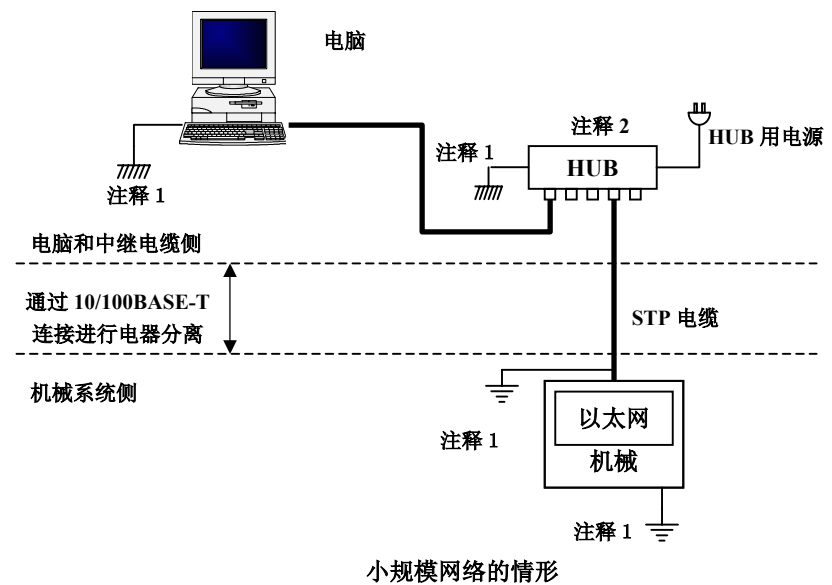 电脑
注释 2
HUB 用电源
注释 1
HUB
注释 1
电脑和中继电缆侧
通过 10/100BASE-T
连接进行电器分离
STP 电缆
机械系统侧
以太网
注释 1
机械
注释 1
小规模网络的情形